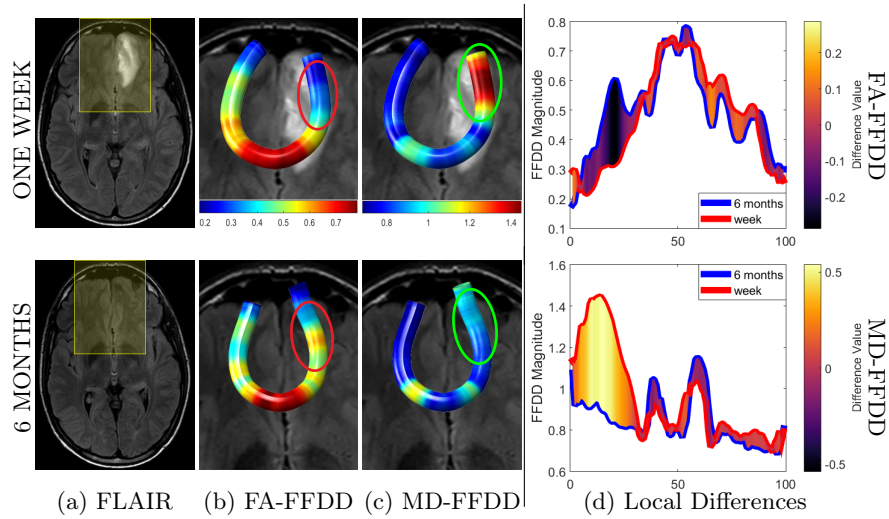 ONE WEEK
0.2 0.3 0.4 0.5 0.6 0.7
0.8 1 1.2 1.4
FFDD Magnitude
0.8
0.7
0.6
0.5
0.4
0.3
0.2
0.1
0 50 100
6 months
week
0.2
0.1
0
-0.1
-0.2
Difference Value
FA-FFDD
6 MONTHS
FFDD Magnitude
1.6
1.4
1.2
1
0.8
0.6
0 50 100
6 months
week
0.5
0
-0.5
Difference Value
MD-FFDD
(a) FLAIR (b) FA-FFDD (c) MD-FFDD (d) Local Differences